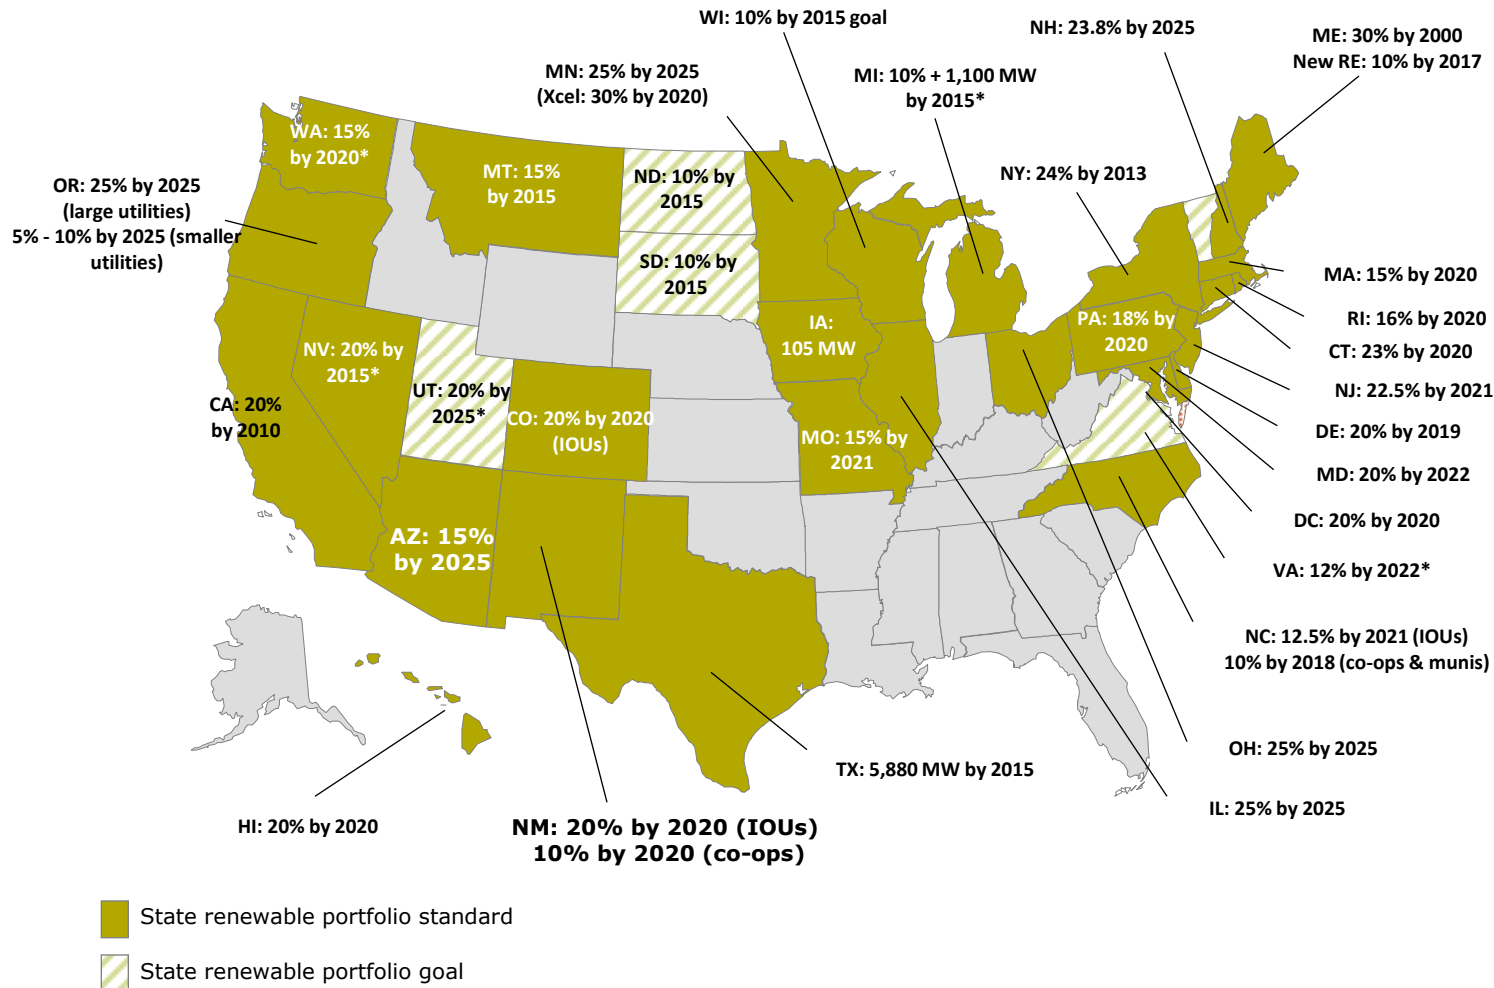 WI: 10% by 2015 goal
NH: 23.8% by 2025
ME: 30% by 2000
New RE: 10% by 2017
MN: 25% by 2025
(Xcel: 30% by 2020)
MI: 10% + 1,100 MW
by 2015*
WA: 15%
by 2020*
MT: 15%
by 2015
ND: 10% by
2015
NY: 24% by 2013
OR: 25% by 2025
(large utilities)
5% - 10% by 2025 (smaller
utilities)
SD: 10% by
2015
MA: 15% by 2020
RI: 16% by 2020
IA:
105 MW
PA: 18% by
2020
CT: 23% by 2020
NV: 20% by
2015*
UT: 20% by
2025*
NJ: 22.5% by 2021
CA: 20%
by 2010
CO: 20% by 2020
(IOUs)
MO: 15% by
2021
DE: 20% by 2019
MD: 20% by 2022
DC: 20% by 2020
AZ: 15%
by 2025
VA: 12% by 2022*
NC: 12.5% by 2021 (IOUs)
10% by 2018 (co-ops & munis)
OH: 25% by 2025
TX: 5,880 MW by 2015
IL: 25% by 2025
HI: 20% by 2020
NM: 20% by 2020 (IOUs)
10% by 2020 (co-ops)
State renewable portfolio standard
State renewable portfolio goal